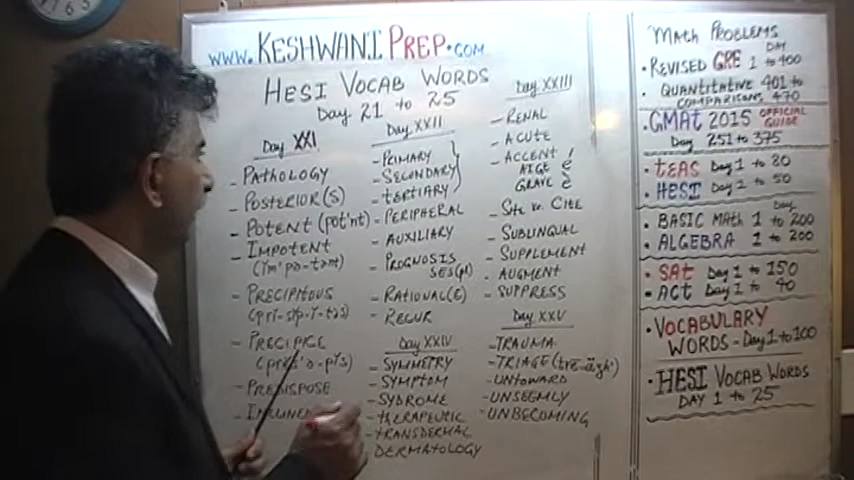 www.KESHWANI PREP.COM
HESI VOCAB WORDS
Day 21 to 25
Day XXI
- PATHOLOGY
- POSTERIOR(S)
- POTENT (pot'nt)
- IMPOTENT
- PRECIPITOUS
- PRECIPICE
- PREDISPOSE
Day XXII
- PRIMARY
- SECONDARY
- TERTIARY
- PERIPHERAL
- AUXILIARY
- PROGNOSIS
SES(pl)
- RATIONAL(E)
- RECUR
Day XXIV
- SYMMETRY
- SYMPTOM
- SYDROME
- THERAPEUTIC
- TRANSDERMAL
- DERMATOLOGY
Day XXIII
- RENAL
- ACUTE
- ACCENT /
AIGE é
GRAVE è
- Site v. CITE
- SUBLINGUAL
- SUPPLEMENT
- AUGMENT
- SUPPRESS
Day XXV
- TRAUMA
- TRIAGE
- UNTOWARD
- UNSEEMLY
- UNBECOMING
Math PROBLEMS
• REVISED GRE DAY 1 to 400
• QUANTITATIVE 401 to
COMPARISONS 470
• GMAT 2015 OFFICIAL GUIDE
Day 251 to 375
• TEAS Day 1 to 80
• HESI Day 1 to 50
Day
• BASIC MATH 1 to 200
• ALGEBRA 1 to 200
• SAT Day 1 to 150
• ACT Day 1 to 40
• VOCABULARY
WORDS - Day 1 to 100
• HESI VOCAB WORDS
DAY 1 to 25